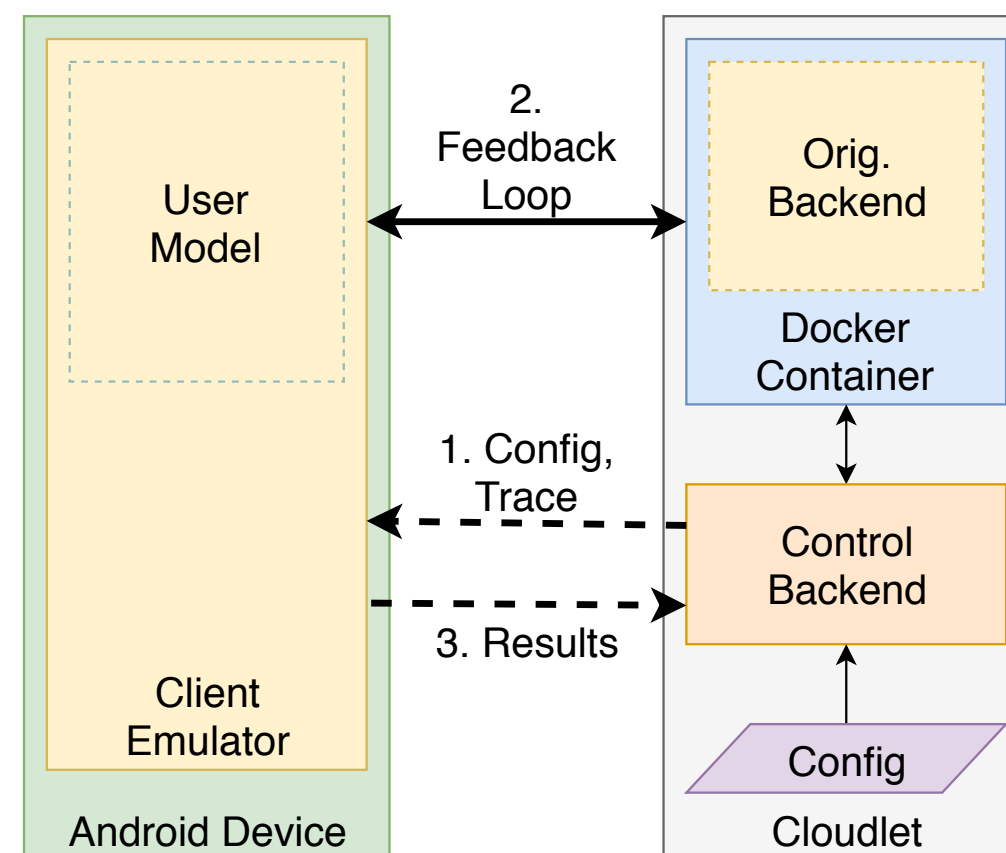 2.
Feedback
Loop
User
Model
Orig.
Backend
Docker
Container
1. Config,
Trace
Control
Backend
3. Results
Client
Emulator
Config
Android Device
Cloudlet